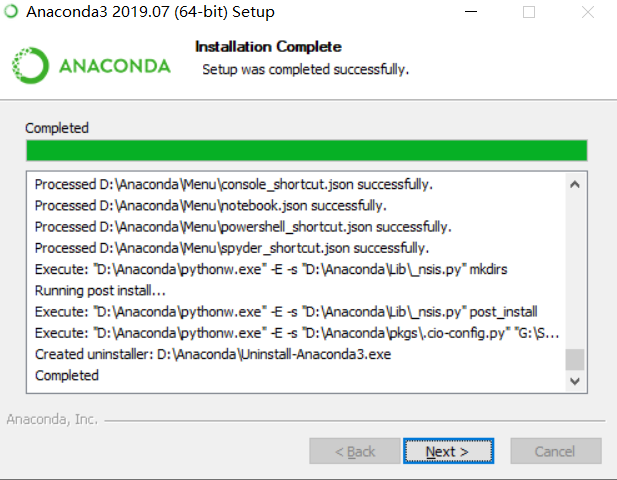 Anaconda3 2019.07 (64-bit) Setup
ANACONDA
Installation Complete
Setup was completed successfully.
Completed
Processed D:\Anaconda\Menu\console_shortcut.json successfully.
Processed D:\Anaconda\Menu\notebook.json successfully.
Processed D:\Anaconda\Menu\powershell_shortcut.json successfully.
Processed D:\Anaconda\Menu\spyder_shortcut.json successfully.
Execute: "D:\Anaconda\pythonw.exe" -E -s "D:\Anaconda\Lib\_nsis.py" mkdirs
Running post install...
Execute: "D:\Anaconda\pythonw.exe" -E -s "D:\Anaconda\Lib\_nsis.py" post_install
Execute: "D:\Anaconda\pythonw.exe" -E -s "D:\Anaconda\pkgs\.cio-config.py" "G:\S...
Created uninstaller: D:\Anaconda\Uninstall-Anaconda3.exe
Completed
Anaconda, Inc.
< Back
Next >
Cancel